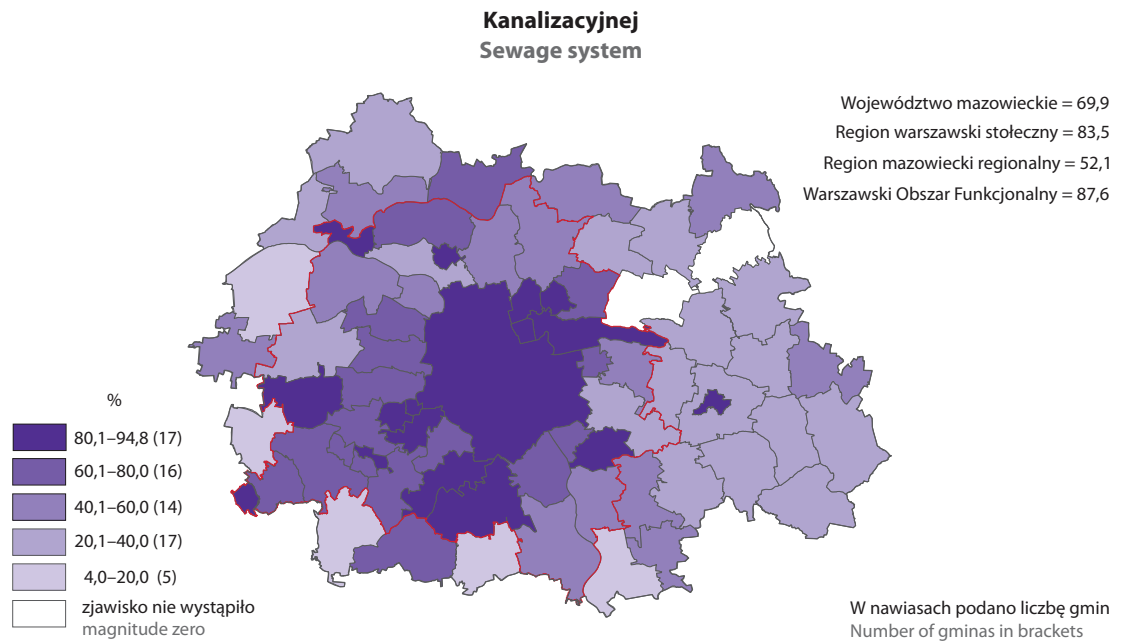 Kanalizacyjnej
Sewage system
Województwo mazowieckie = 69,9
Region warszawski stołeczny = 83,5
Region mazowiecki regionalny = 52,1
Warszawski Obszar Funkcjonalny = 87,6
%
80,1–94,8 (17)
60,1–80,0 (16)
40,1–60,0 (14)
20,1–40,0 (17)
4,0–20,0 (5)
zjawisko nie wystąpiło
magnitude zero
W nawiasach podano liczbę gmin
Number of gminas in brackets